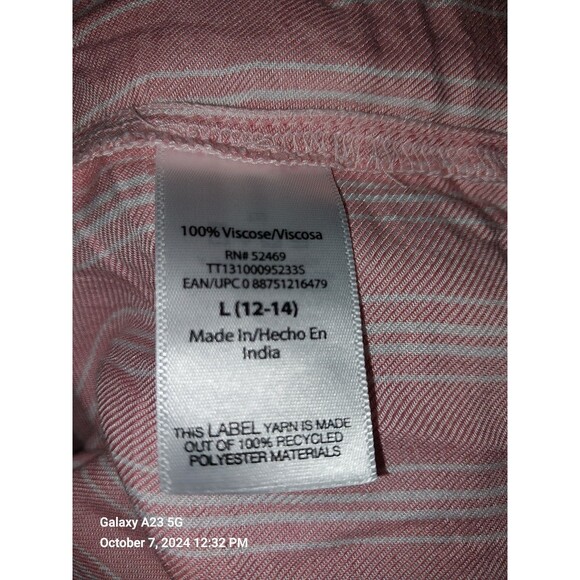 100% Viscose/Viscosa
RN# 52469
TT13100095233S
EAN/UPC 0 88751216479
L (12-14)
Made In/Hecho En
India
THIS LABEL YARN IS MADE
OUT OF 100% RECYCLED
POLYESTER MATERIALS
Galaxy A23 5G
October 7, 2024 12:32 PM